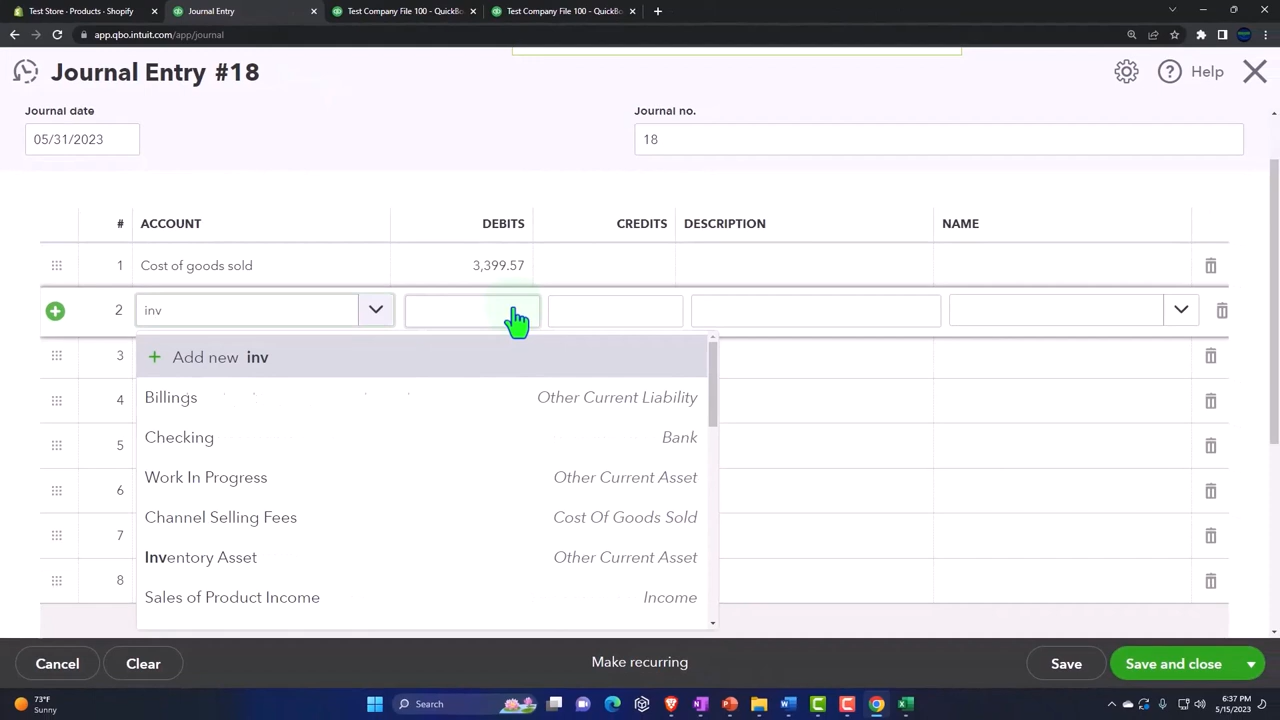 Test Store · Products · Shopify
Journal Entry
Test Company File 100 - QuickBo
Test Company File 100 - QuickBo
app.qbo.intuit.com/app/journal
Journal Entry #18
Help
Journal date
Journal no.
05/31/2023
18
# ACCOUNT DEBITS CREDITS DESCRIPTION NAME
1 Cost of goods sold 3,399.57
2 inv
3
+ Add new inv
4
Billings Other Current Liability
Checking Bank
5
Work In Progress Other Current Asset
6
Channel Selling Fees Cost Of Goods Sold
7
Inventory Asset Other Current Asset
8
Sales of Product Income Income
Cancel
Clear
Make recurring
Save
Save and close
73°F
Sunny
Search
6:37 PM
5/15/2023